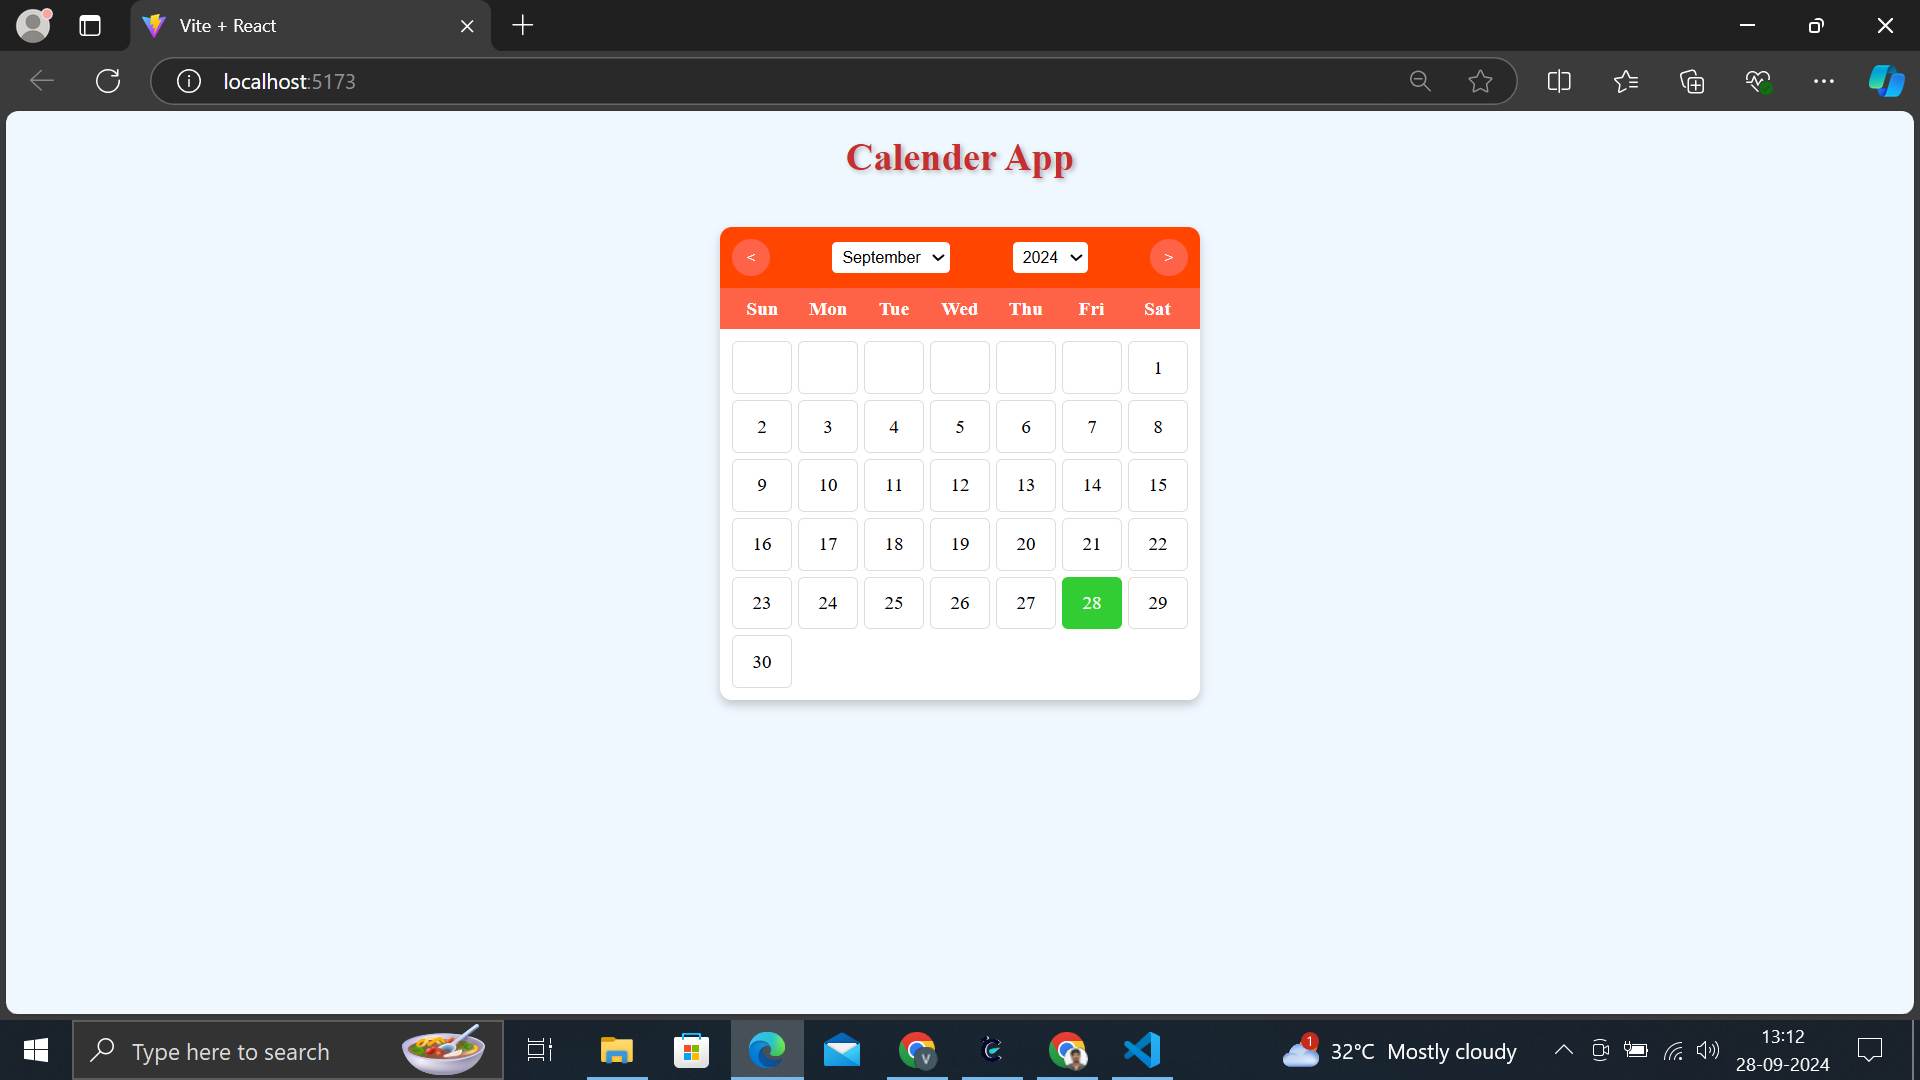 Vite + React
localhost:5173
Calender App
< September 2024 >
Sun Mon Tue Wed Thu Fri Sat
1
2 3 4 5 6 7 8
9 10 11 12 13 14 15
16 17 18 19 20 21 22
23 24 25 26 27 28 29
30
Type here to search
V
1
32°C Mostly cloudy
13:12
28-09-2024